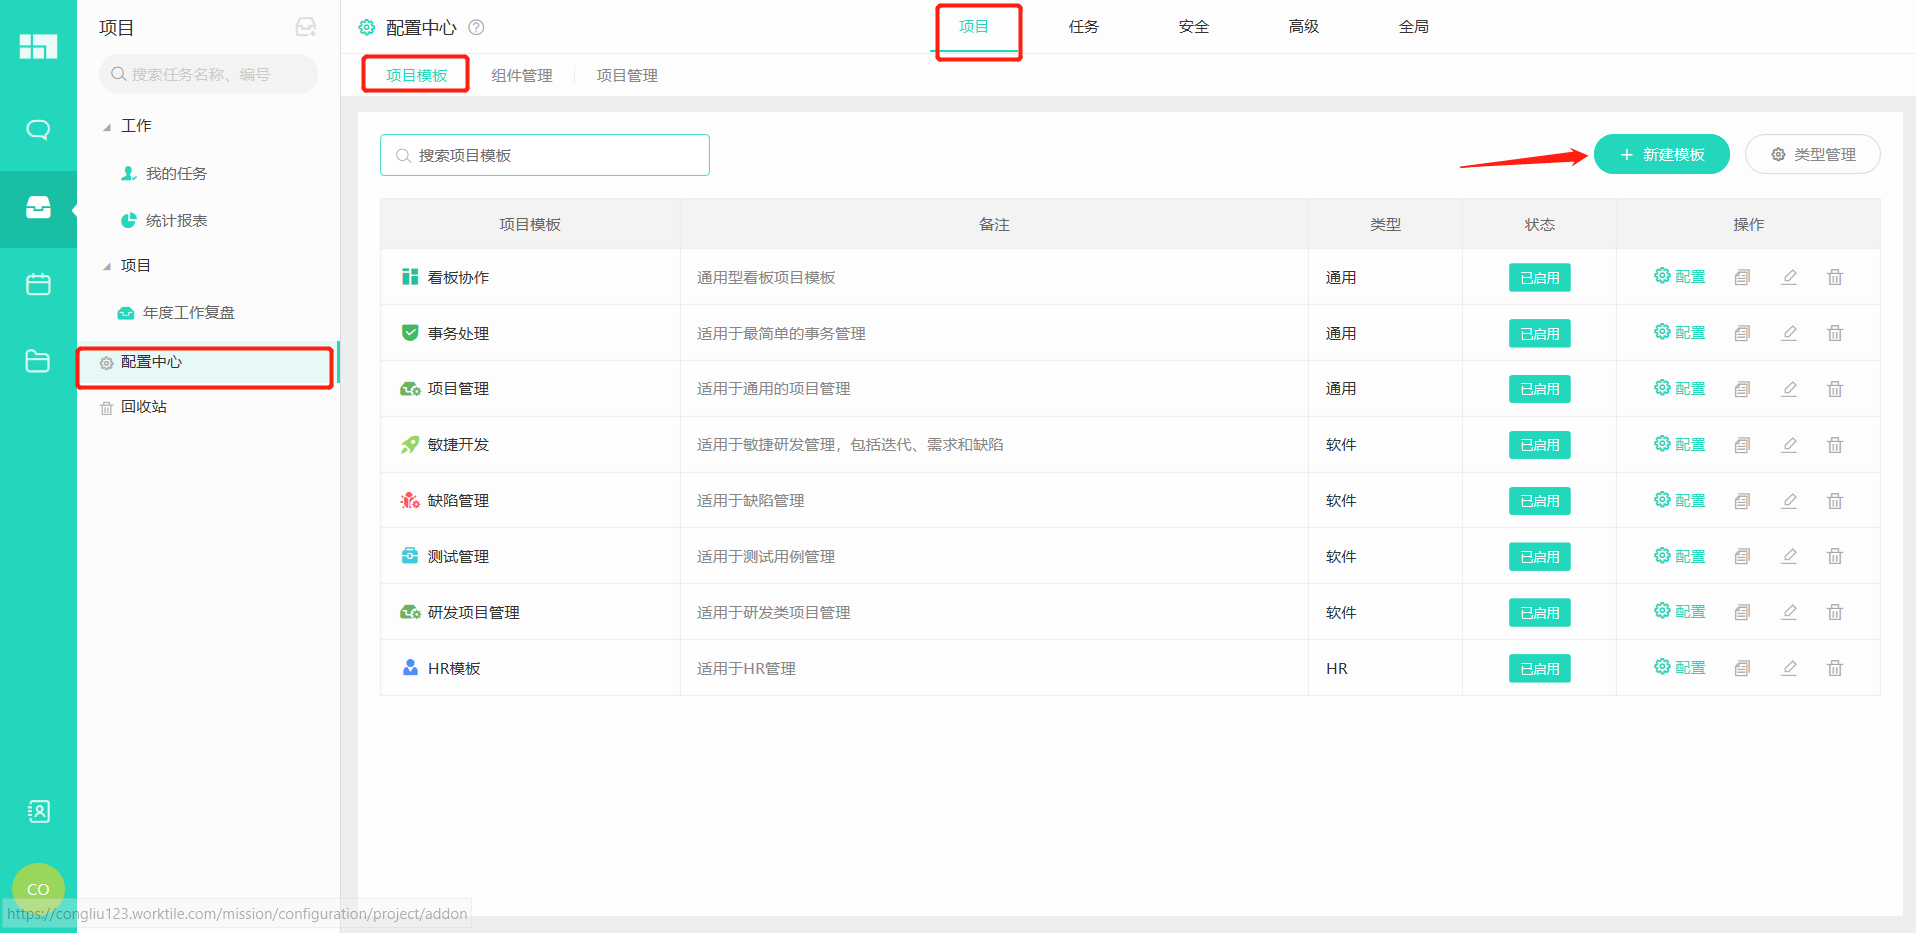 项目
搜索任务名称、编号
工作
我的任务
统计报表
项目
年度工作复盘
配置中心
回收站
CO
https://congliu123.worktile.com/mission/configuration/project/addon
配置中心 ?
项目 任务 安全 高级 全局
项目模板 组件管理 项目管理
搜索项目模板
+ 新建模板 类型管理
项目模板 备注 类型 状态 操作
看板协作 通用型看板项目模板 通用 已启用 配置
事务处理 适用于最简单的事务管理 通用 已启用 配置
项目管理 适用于通用的项目管理 通用 已启用 配置
敏捷开发 适用于敏捷研发管理，包括迭代、需求和缺陷 软件 已启用 配置
缺陷管理 适用于缺陷管理 软件 已启用 配置
测试管理 适用于测试用例管理 软件 已启用 配置
研发项目管理 适用于研发类项目管理 软件 已启用 配置
HR模板 适用于HR管理 HR 已启用 配置